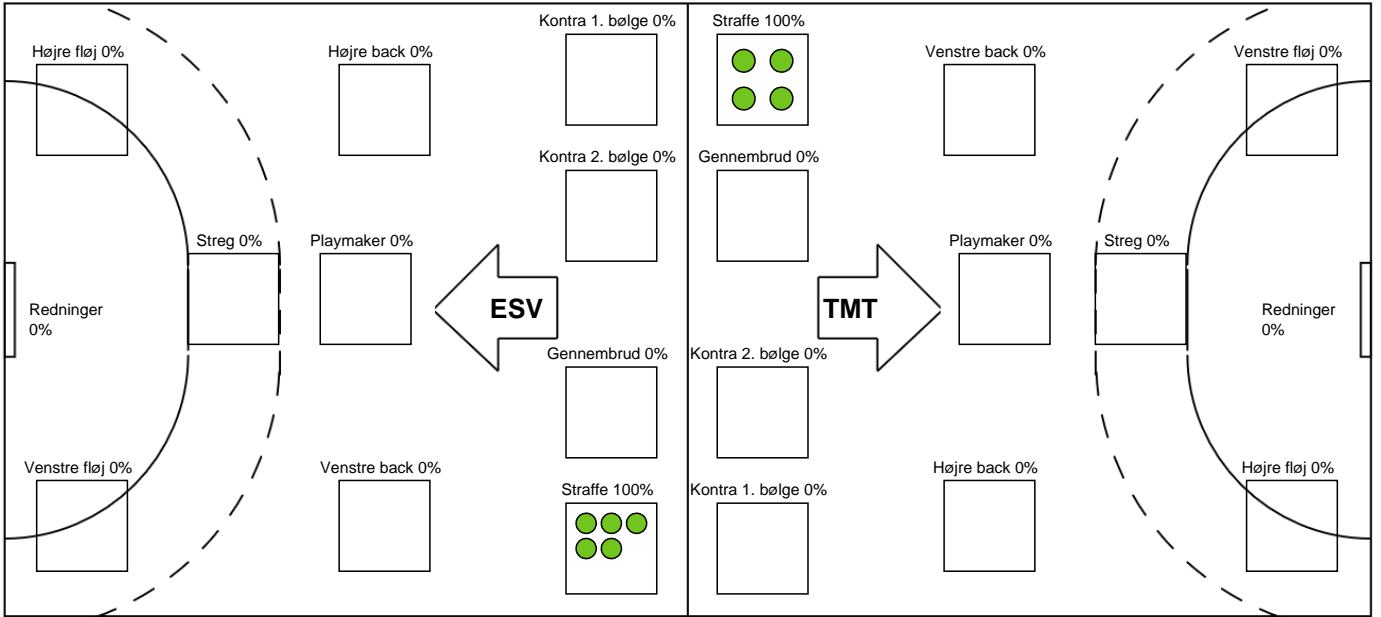 Kontra 1. bølge 0%
Straffe 100%
Højre fløj 0%
Højre back 0%
Venstre back 0%
Venstre fløj 0%
Kontra 2. bølge 0%
Gennembrud 0%
Streg 0%
Playmaker 0%
Playmaker 0%
Streg 0%
Redninger
0%
ESV
TMT
Redninger
0%
Gennembrud 0%
Kontra 2. bølge 0%
Venstre fløj 0%
Venstre back 0%
Højre back 0%
Højre fløj 0%
Straffe 100%
Kontra 1. bølge 0%